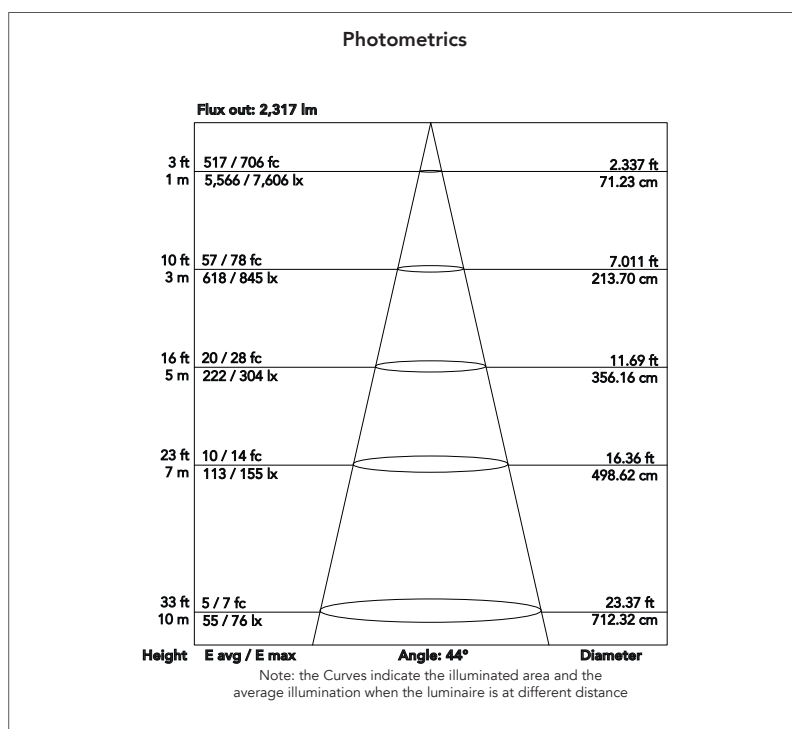 Photometrics
Flux out: 2,317 lm
3 ft 517 / 706 fc 2.337 ft
1 m 5,566 / 7,606 lx 71.23 cm
10 ft 57 / 78 fc 7.011 ft
3 m 618 / 845 lx 213.70 cm
16 ft 20 / 28 fc 11.69 ft
5 m 222 / 304 lx 356.16 cm
23 ft 10 / 14 fc 16.36 ft
7 m 113 / 155 lx 498.62 cm
33 ft 5 / 7 fc 23.37 ft
10 m 55 / 76 lx 712.32 cm
Height E avg / E max Angle: 44° Diameter
Note: the Curves indicate the illuminated area and the
average illumination when the luminaire is at different distance